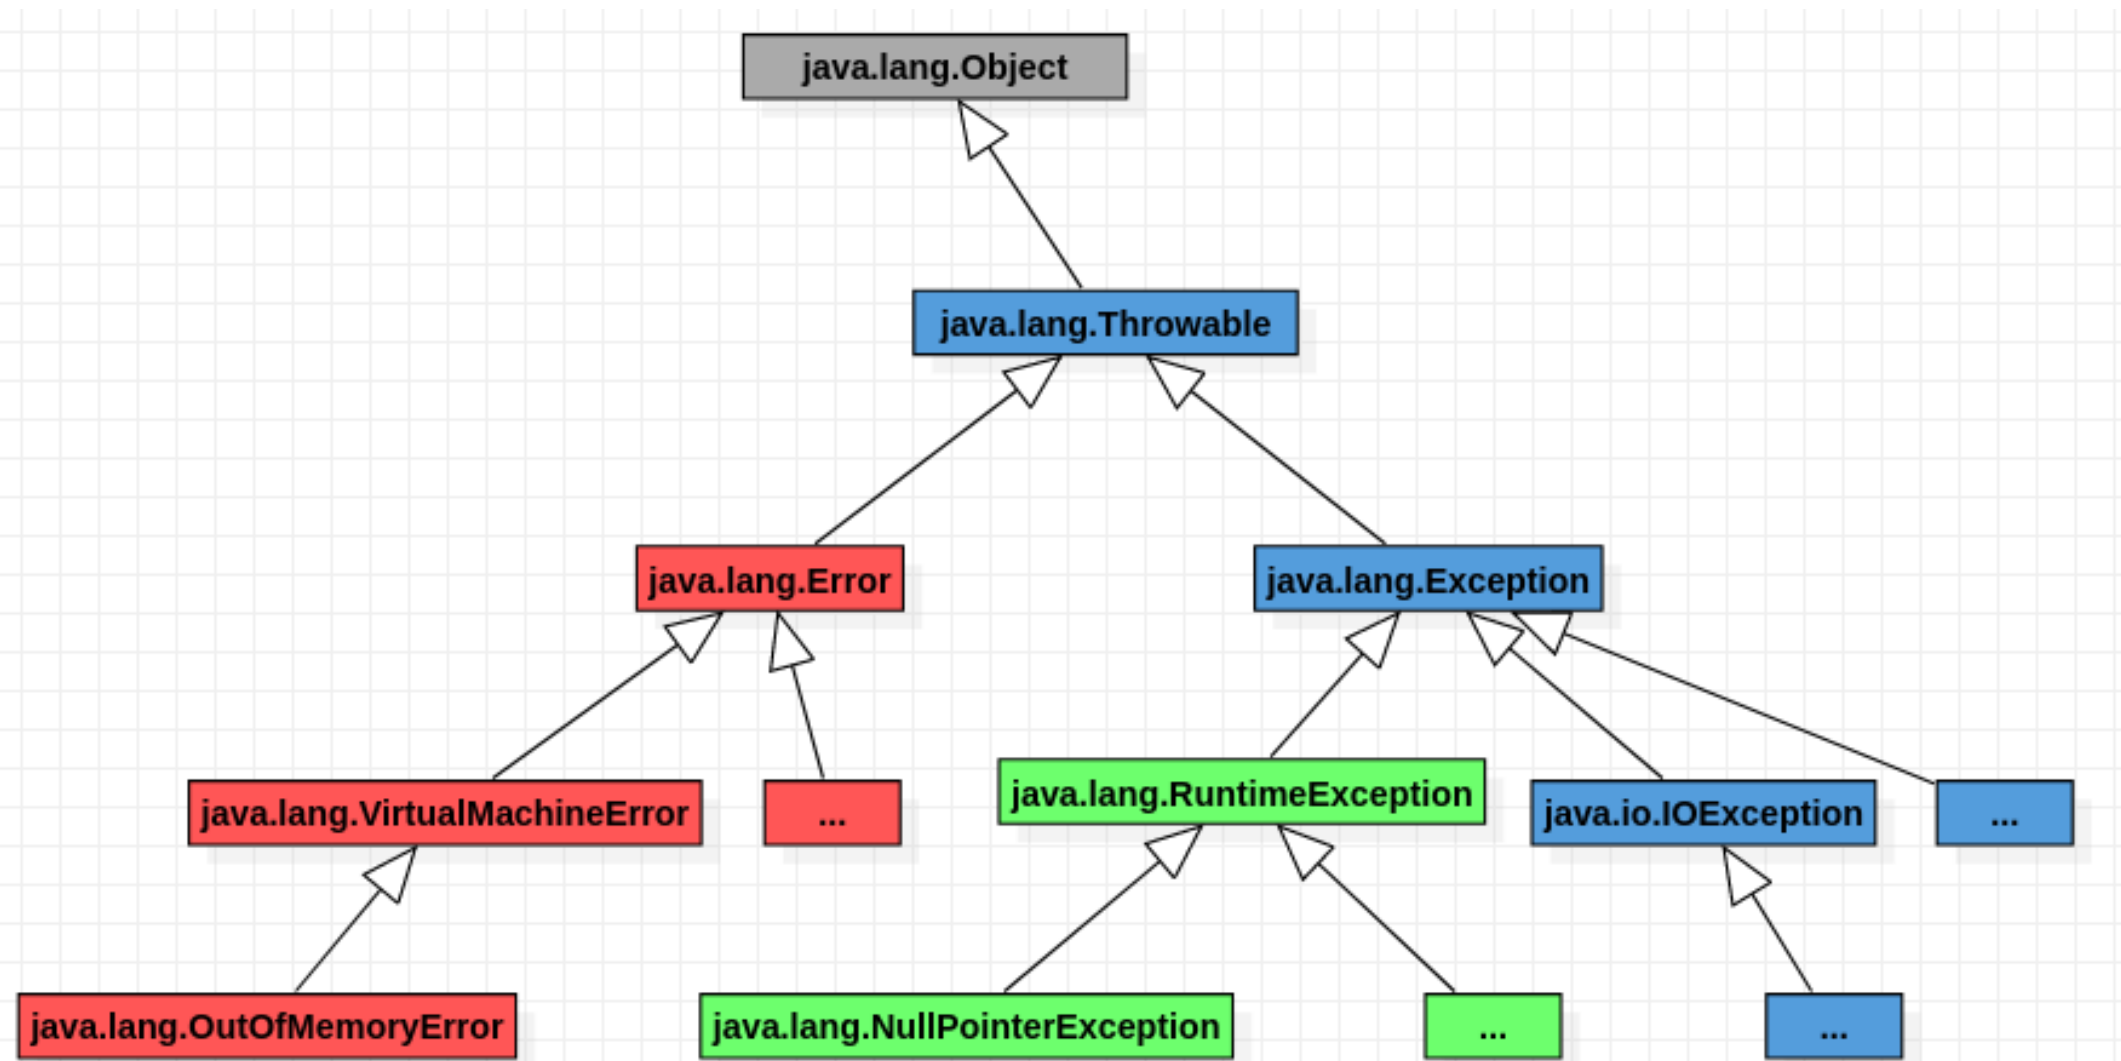 java.lang.Object
java.lang.Throwable
java.lang.Error
java.lang.Exception
java.lang.VirtualMachineError
...
java.lang.RuntimeException
java.io.IOException
...
java.lang.OutOfMemoryError
java.lang.NullPointerException
...
...